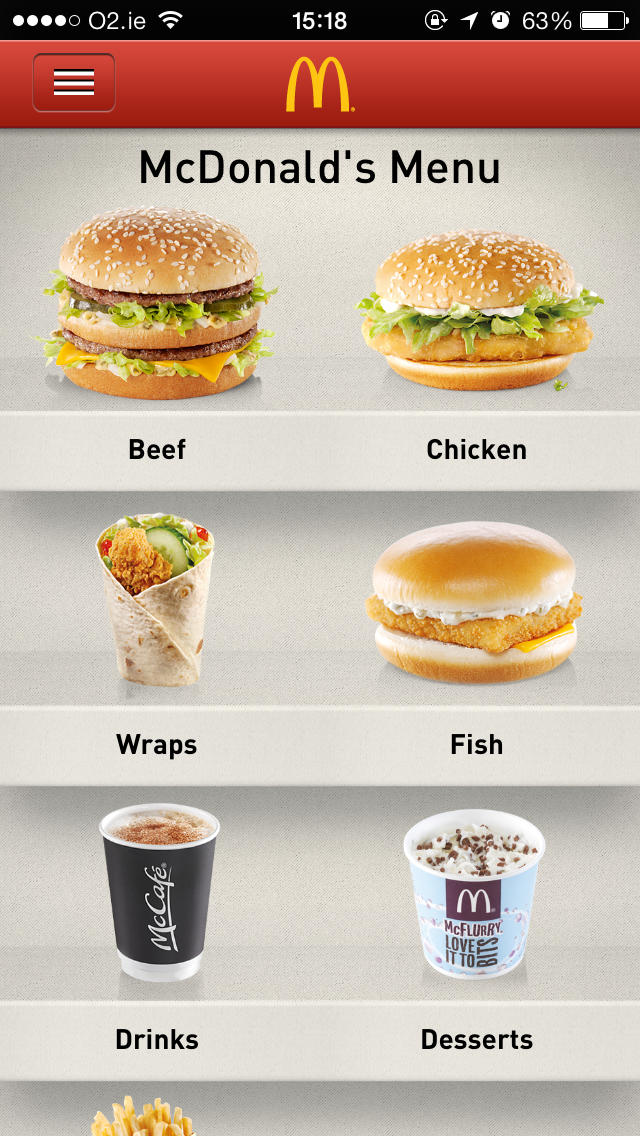 O2.ie 15:18 63%
McDonald's Menu
Beef Chicken
Wraps Fish
McCafé®
McFLURRY
LOVE
IT TO
BITS
Drinks Desserts